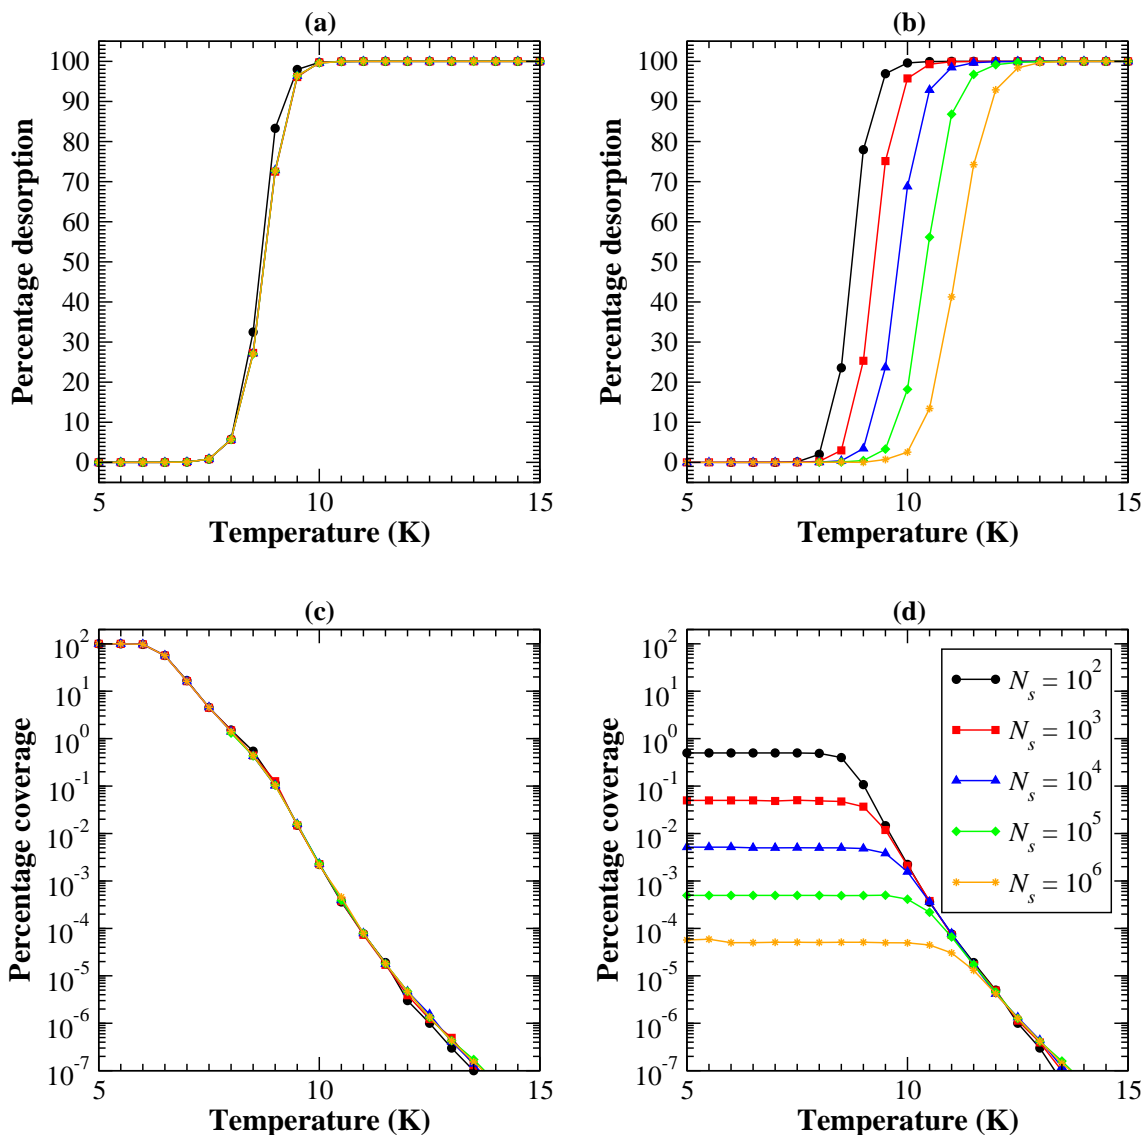 (a)
100
90
80
70
60
50
40
30
20
10
0
Percentage desorption
5 10 15
Temperature (K)
(b)
100
90
80
70
60
50
40
30
20
10
0
Percentage desorption
5 10 15
Temperature (K)
(c)
10^2
10^1
10^0
10^-1
10^-2
10^-3
10^-4
10^-5
10^-6
10^-7
Percentage coverage
5 10 15
Temperature (K)
(d)
10^2
10^1
10^0
10^-1
10^-2
10^-3
10^-4
10^-5
10^-6
10^-7
Percentage coverage
5 10 15
Temperature (K)
N_s = 10^2
N_s = 10^3
N_s = 10^4
N_s = 10^5
N_s = 10^6